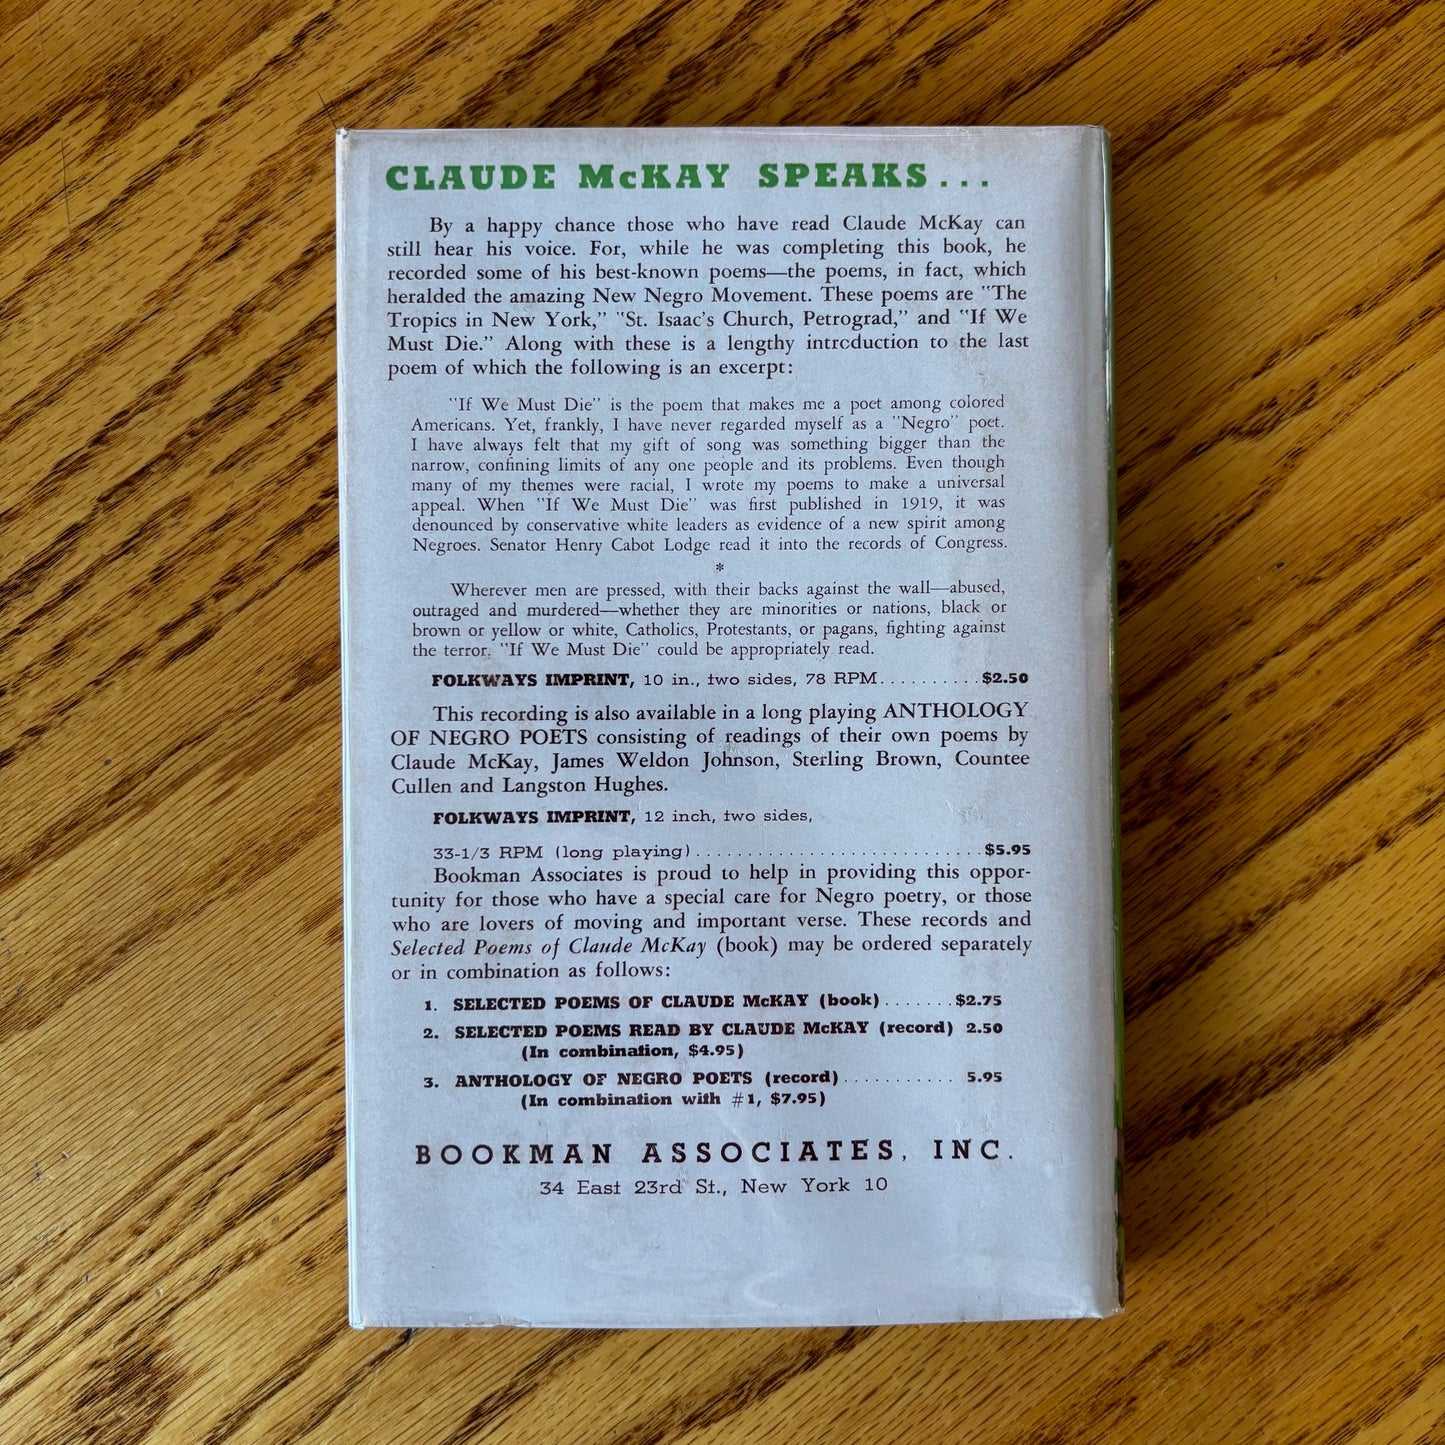 CLAUDE McKAY SPEAKS...
By a happy chance those who have read Claude McKay can
still hear his voice. For, while he was completing this book, he
recorded some of his best-known poems—the poems, in fact, which
heralded the amazing New Negro Movement. These poems are "The
Tropics in New York," "St. Isaac's Church, Petrograd," and "If We
Must Die." Along with these is a lengthy intrcduction to the last
poem of which the following is an excerpt:
"If We Must Die" is the poem that makes me a poet among colored
Americans. Yet, frankly, I have never regarded myself as a "Negro" poet.
I have always felt that my gift of song was something bigger than the
narrow, confining limits of any one people and its problems. Even though
many of my themes were racial, I wrote my poems to make a universal
appeal. When "If We Must Die" was first published in 1919, it was
denounced by conservative white leaders as evidence of a new spirit among
Negroes. Senator Henry Cabot Lodge read it into the records of Congress.
*
Wherever men are pressed, with their backs against the wall—abused,
outraged and murdered—whether they are minorities or nations, black or
brown or yellow or white, Catholics, Protestants, or pagans, fighting against
the terror, "If We Must Die" could be appropriately read.
FOLKWAYS IMPRINT, 10 in., two sides, 78 RPM..........$2.50
This recording is also available in a long playing ANTHOLOGY
OF NEGRO POETS consisting of readings of their own poems by
Claude McKay, James Weldon Johnson, Sterling Brown, Countee
Cullen and Langston Hughes.
FOLKWAYS IMPRINT, 12 inch, two sides,
33-1/3 RPM (long playing)............................$5.95
Bookman Associates is proud to help in providing this oppor-
tunity for those who have a special care for Negro poetry, or those
who are lovers of moving and important verse. These records and
Selected Poems of Claude McKay (book) may be ordered separately
or in combination as follows:
1. SELECTED POEMS OF CLAUDE McKAY (book).......$2.75
2. SELECTED POEMS READ BY CLAUDE McKAY (record) 2.50
(In combination, $4.95)
3. ANTHOLOGY OF NEGRO POETS (record)........... 5.95
(In combination with #1, $7.95)
BOOKMAN ASSOCIATES, INC.
34 East 23rd St., New York 10